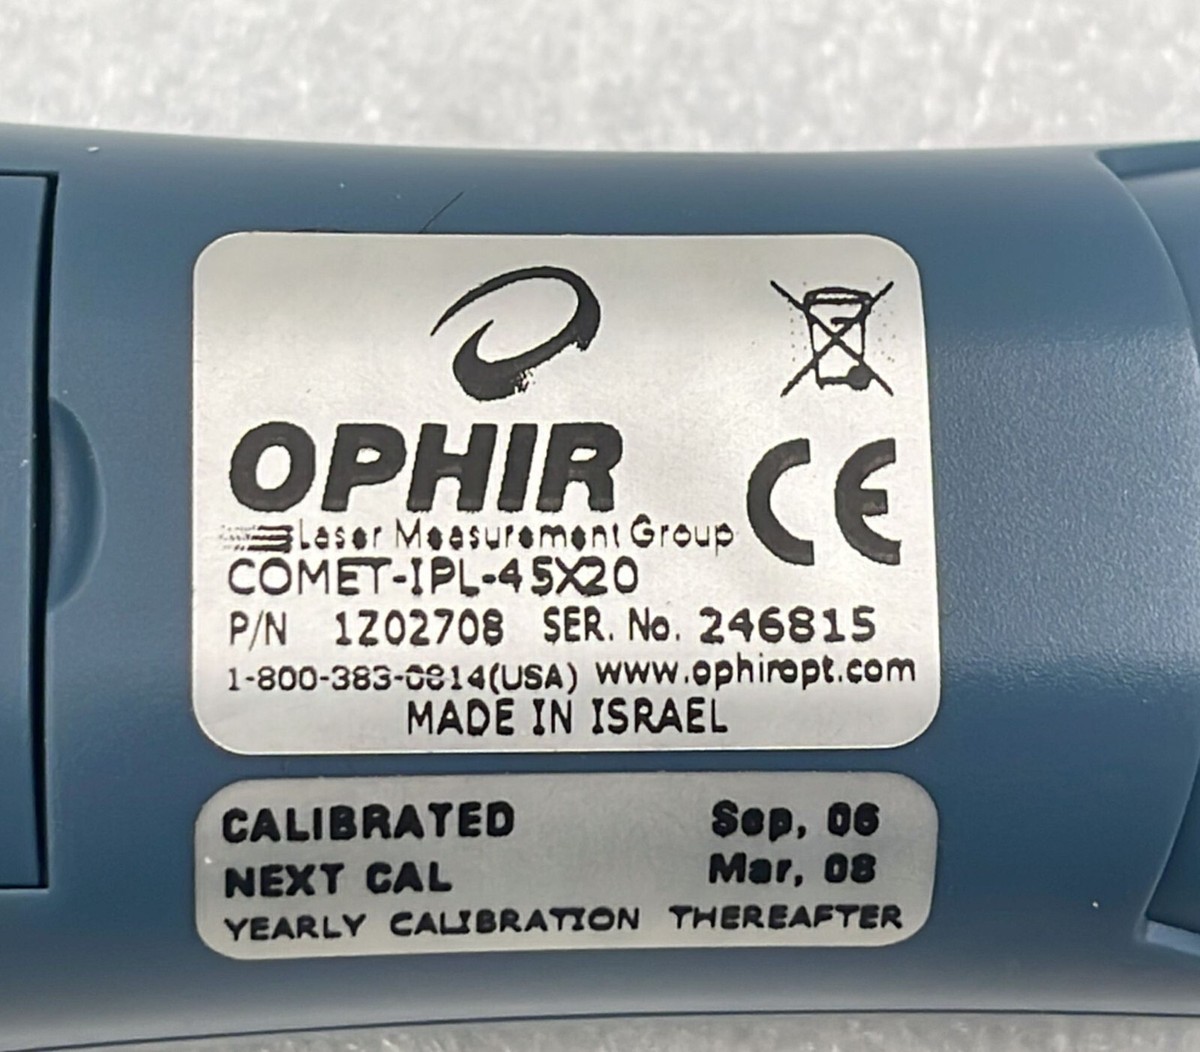 OPHIR
Laser Measurement Group
CE
COMET-IPL-45X20
P/N 1Z02708 SER. No. 246815
1-800-383-0814(USA) www.ophiropt.com
MADE IN ISRAEL
CALIBRATED Sep, 06
NEXT CAL Mar, 08
YEARLY CALIBRATION THEREAFTER